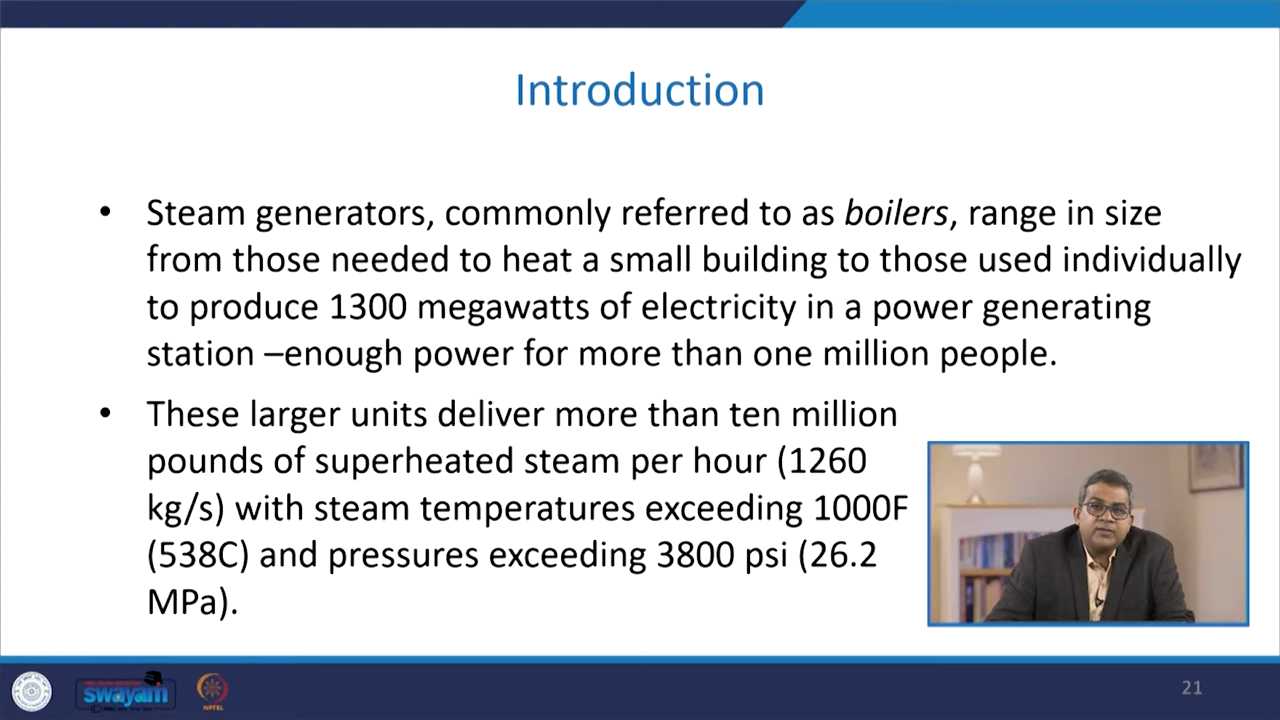 Introduction
• Steam generators, commonly referred to as boilers, range in size
from those needed to heat a small building to those used individually
to produce 1300 megawatts of electricity in a power generating
station –enough power for more than one million people.
• These larger units deliver more than ten million
pounds of superheated steam per hour (1260
kg/s) with steam temperatures exceeding 1000F
(538C) and pressures exceeding 3800 psi (26.2
MPa).
swayam
NPTEL
21